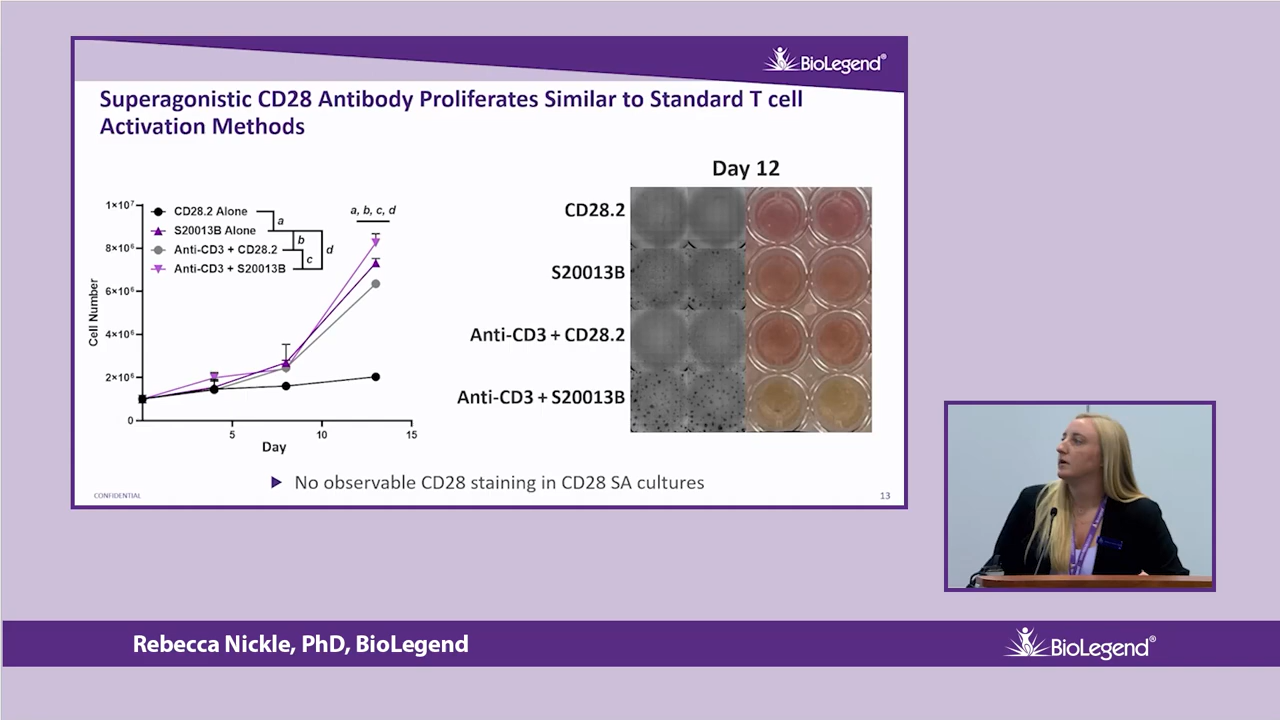 BioLegend®
Superagonistic CD28 Antibody Proliferates Similar to Standard T cell
Activation Methods
Day 12
1×10⁷
8×10⁶
6×10⁶
4×10⁶
2×10⁶
0
Cell Number
CD28.2 Alone
S20013B Alone
Anti-CD3 + CD28.2
Anti-CD3 + S20013B
a
b
c
d
a, b, c, d
5
10
15
Day
CD28.2
S20013B
Anti-CD3 + CD28.2
Anti-CD3 + S20013B
No observable CD28 staining in CD28 SA cultures
CONFIDENTIAL
13
Rebecca Nickle, PhD, BioLegend
BioLegend®